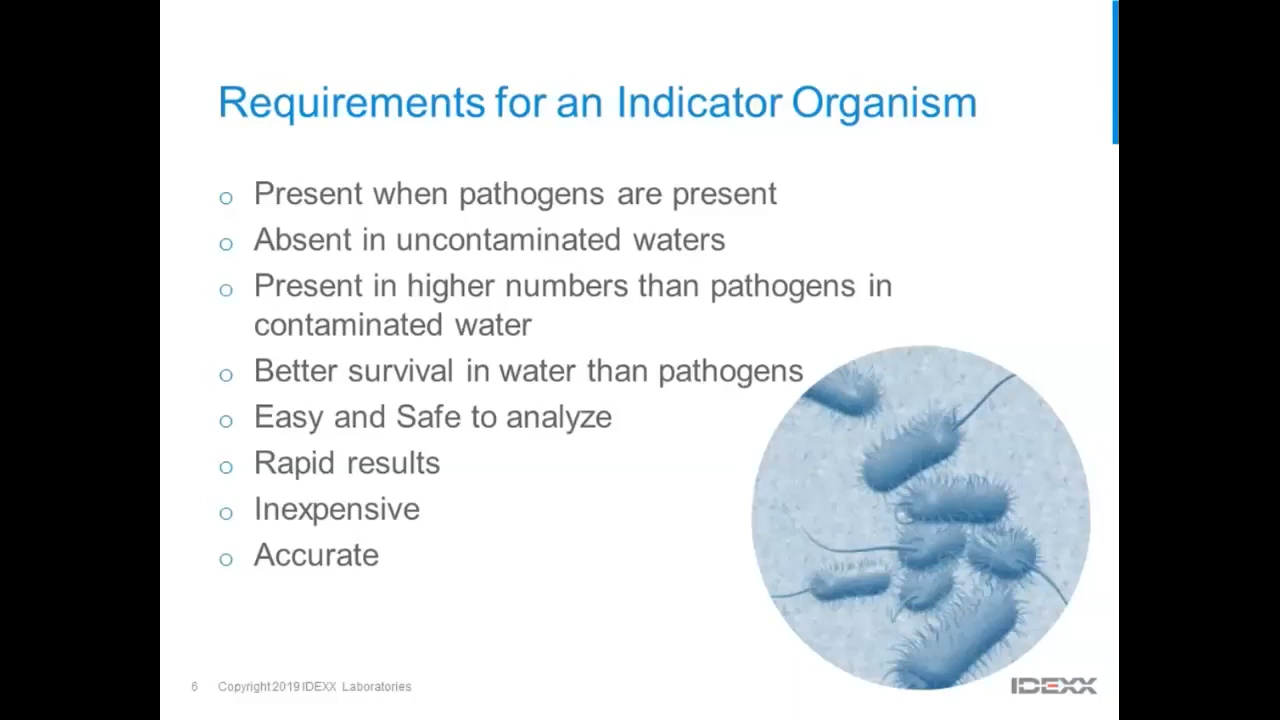 Requirements for an Indicator Organism
o Present when pathogens are present
o Absent in uncontaminated waters
o Present in higher numbers than pathogens in
contaminated water
o Better survival in water than pathogens
o Easy and Safe to analyze
o Rapid results
o Inexpensive
o Accurate
6 Copyright 2019 IDEXX Laboratories
IDEXX